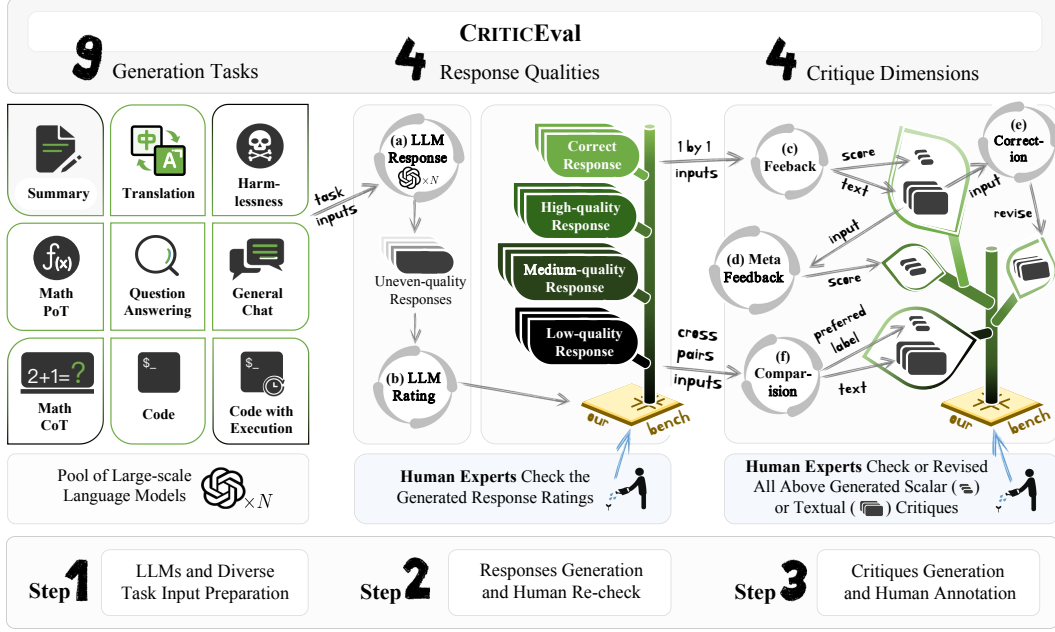 CRITICEval
9 Generation Tasks
4 Response Qualities
4 Critique Dimensions
Summary
中
A
Translation
Harm-
lessness
f(x)
Math
PoT
Question
Answering
General
Chat
2+1=?
Math
CoT
$_
Code
$_
Code with
Execution
Pool of Large-scale
Language Models
×N
task
inputs
(a) LLM
Response
×N
Uneven-quality
Responses
(b) LLM
Rating
Correct
Response
High-quality
Response
Medium-quality
Response
Low-quality
Response
our bench
Human Experts Check the
Generated Response Ratings
1 by 1
inputs
cross
pairs
inputs
(c)
Feeback
score
text
input
(e)
Correct-
ion
input
revise
(d) Meta
Feedback
score
(f)
Compar-
ision
preferred
label
text
our bench
Human Experts Check or Revised
All Above Generated Scalar ( )
or Textual ( ) Critiques
Step 1
LLMs and Diverse
Task Input Preparation
Step 2
Responses Generation
and Human Re-check
Step 3
Critiques Generation
and Human Annotation